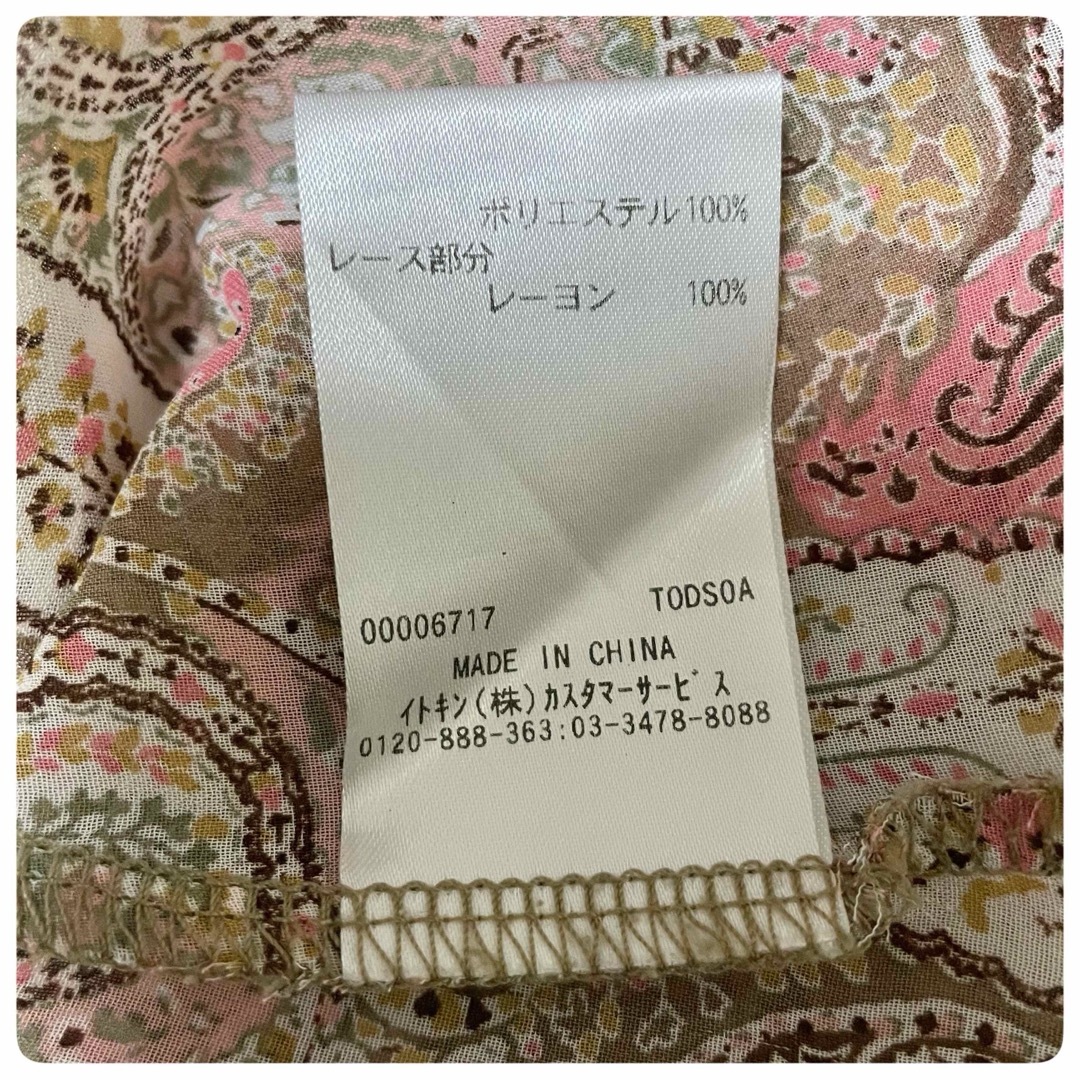 ポリエステル100%
レース部分
レーヨン 100%
00006717 TODSOA
MADE IN CHINA
イトキン(株)カスタマーサービス
0120-888-363:03-3478-8088